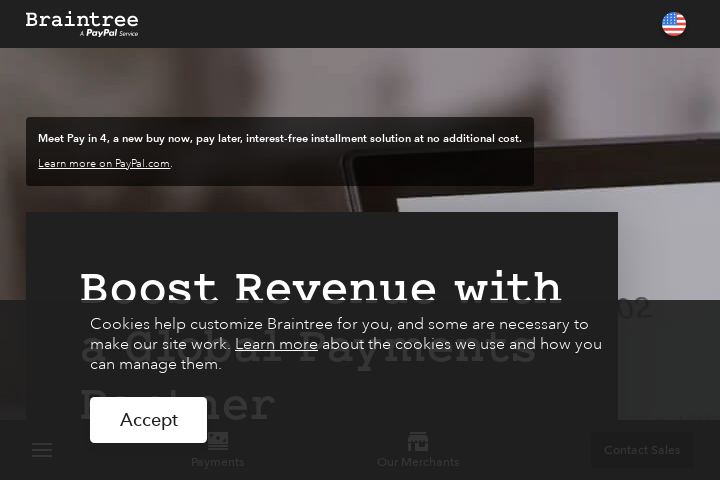 Braintree
A PayPal Service
Meet Pay in 4, a new buy now, pay later, interest-free installment solution at no additional cost.
Learn more on PayPal.com.
Boost Revenue with
a Global Payments
Partner
02
Cookies help customize Braintree for you, and some are necessary to
make our site work. Learn more about the cookies we use and how you
can manage them.
Accept
Payments
Our Merchants
Contact Sales